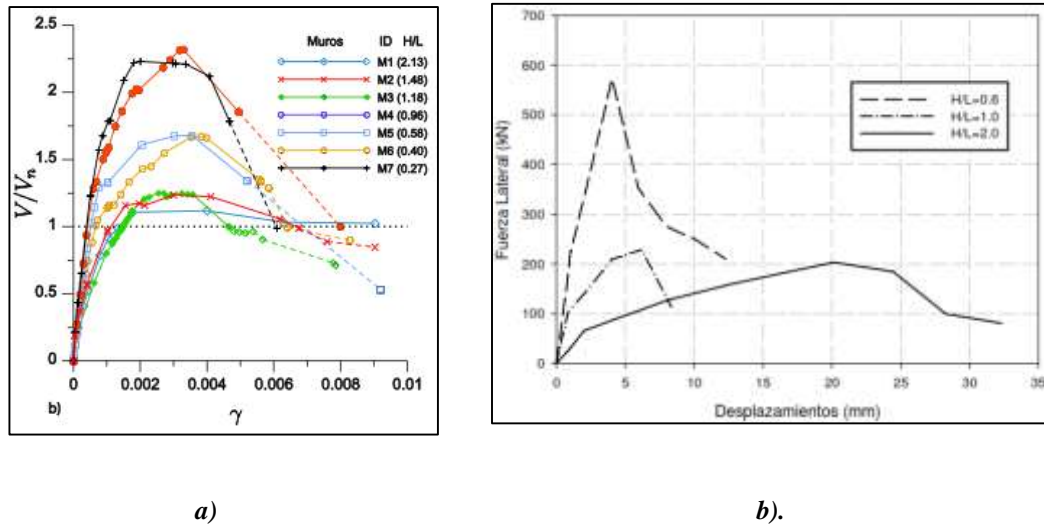 2.5
2
1.5
1
0.5
0
V/Vn
Muros ID H/L
M1 (2.13)
M2 (1.48)
M3 (1.18)
M4 (0.96)
M5 (0.58)
M6 (0.40)
M7 (0.27)
0 0.002 0.004 0.006 0.008 0.01
b)
γ
700
600
500
400
300
200
100
0
Fuerza Lateral (kN)
H/L=0.6
H/L=1.0
H/L=2.0
0 5 10 15 20 25 30 35
Desplazamientos (mm)
a) b).